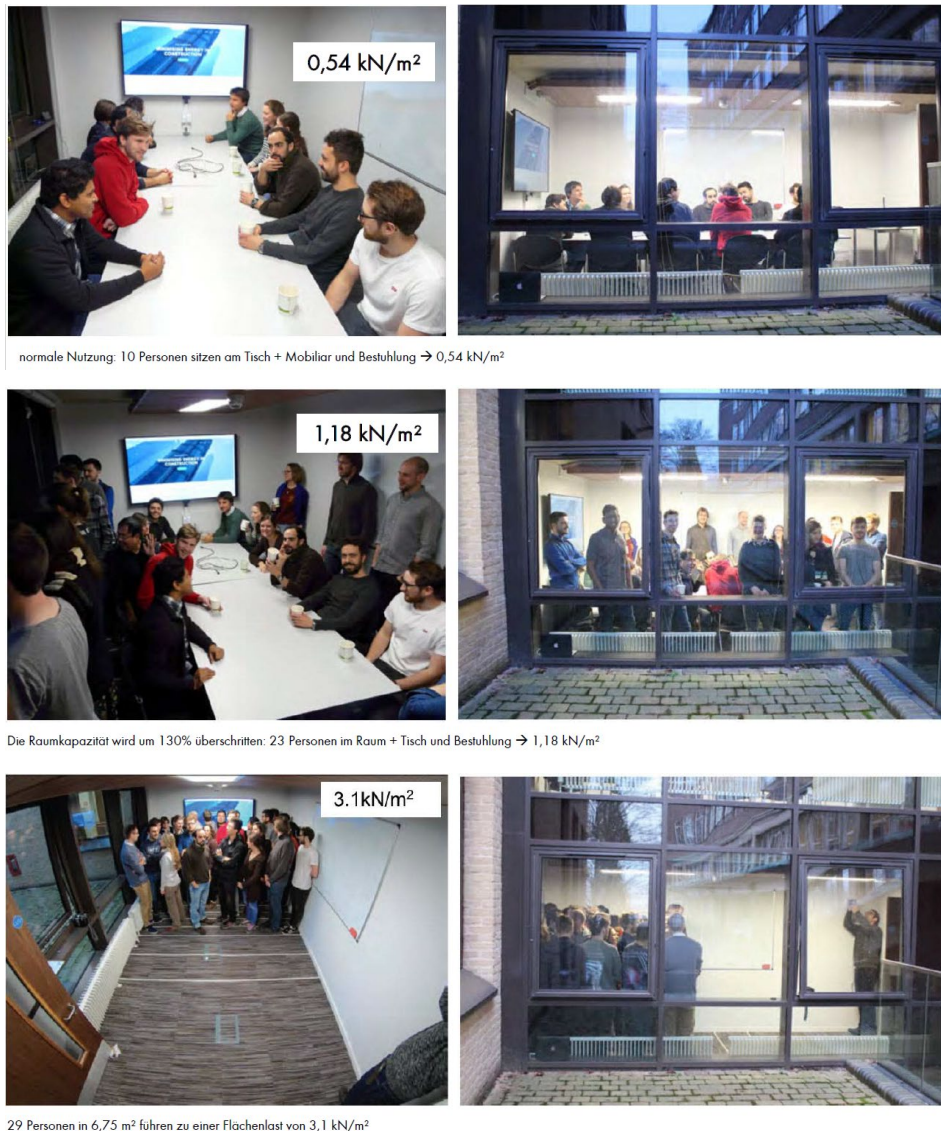 0,54 kN/m²
normale Nutzung: 10 Personen sitzen am Tisch + Mobiliar und Bestuhlung → 0,54 kN/m²
1,18 kN/m²
Die Raumkapazität wird um 130% überschritten: 23 Personen im Raum + Tisch und Bestuhlung → 1,18 kN/m²
3.1kN/m²
29 Personen in 6,75 m² führen zu einer Flächenlast von 3,1 kN/m²